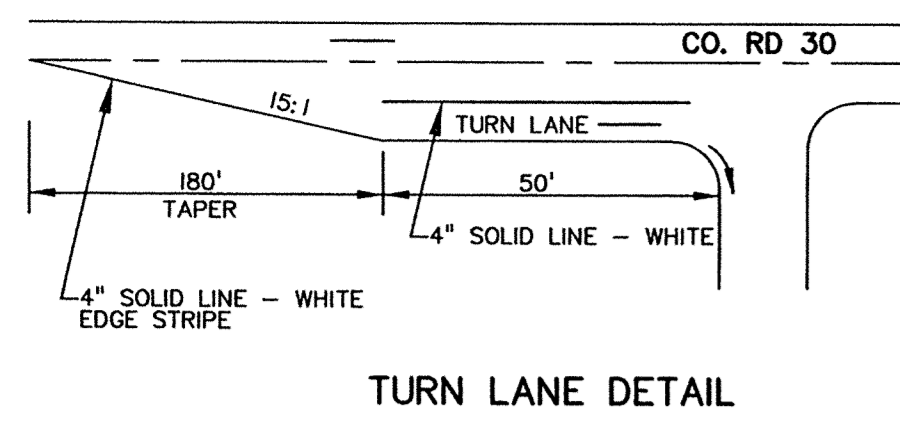 CO. RD 30
15:1
TURN LANE
180'
TAPER
50'
4" SOLID LINE – WHITE
4" SOLID LINE – WHITE
EDGE STRIPE
TURN LANE DETAIL